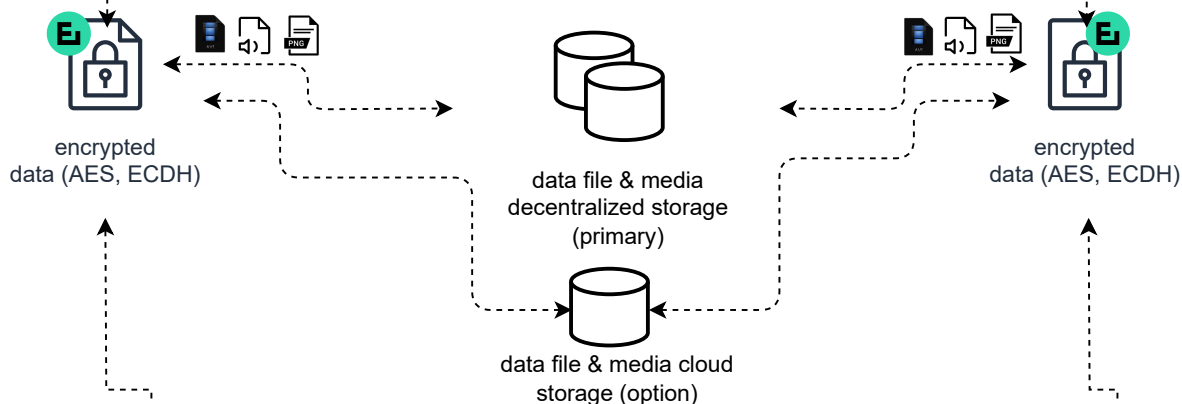 PNG
PNG
encrypted
data (AES, ECDH)
encrypted
data (AES, ECDH)
data file & media
decentralized storage
(primary)
data file & media cloud
storage (option)